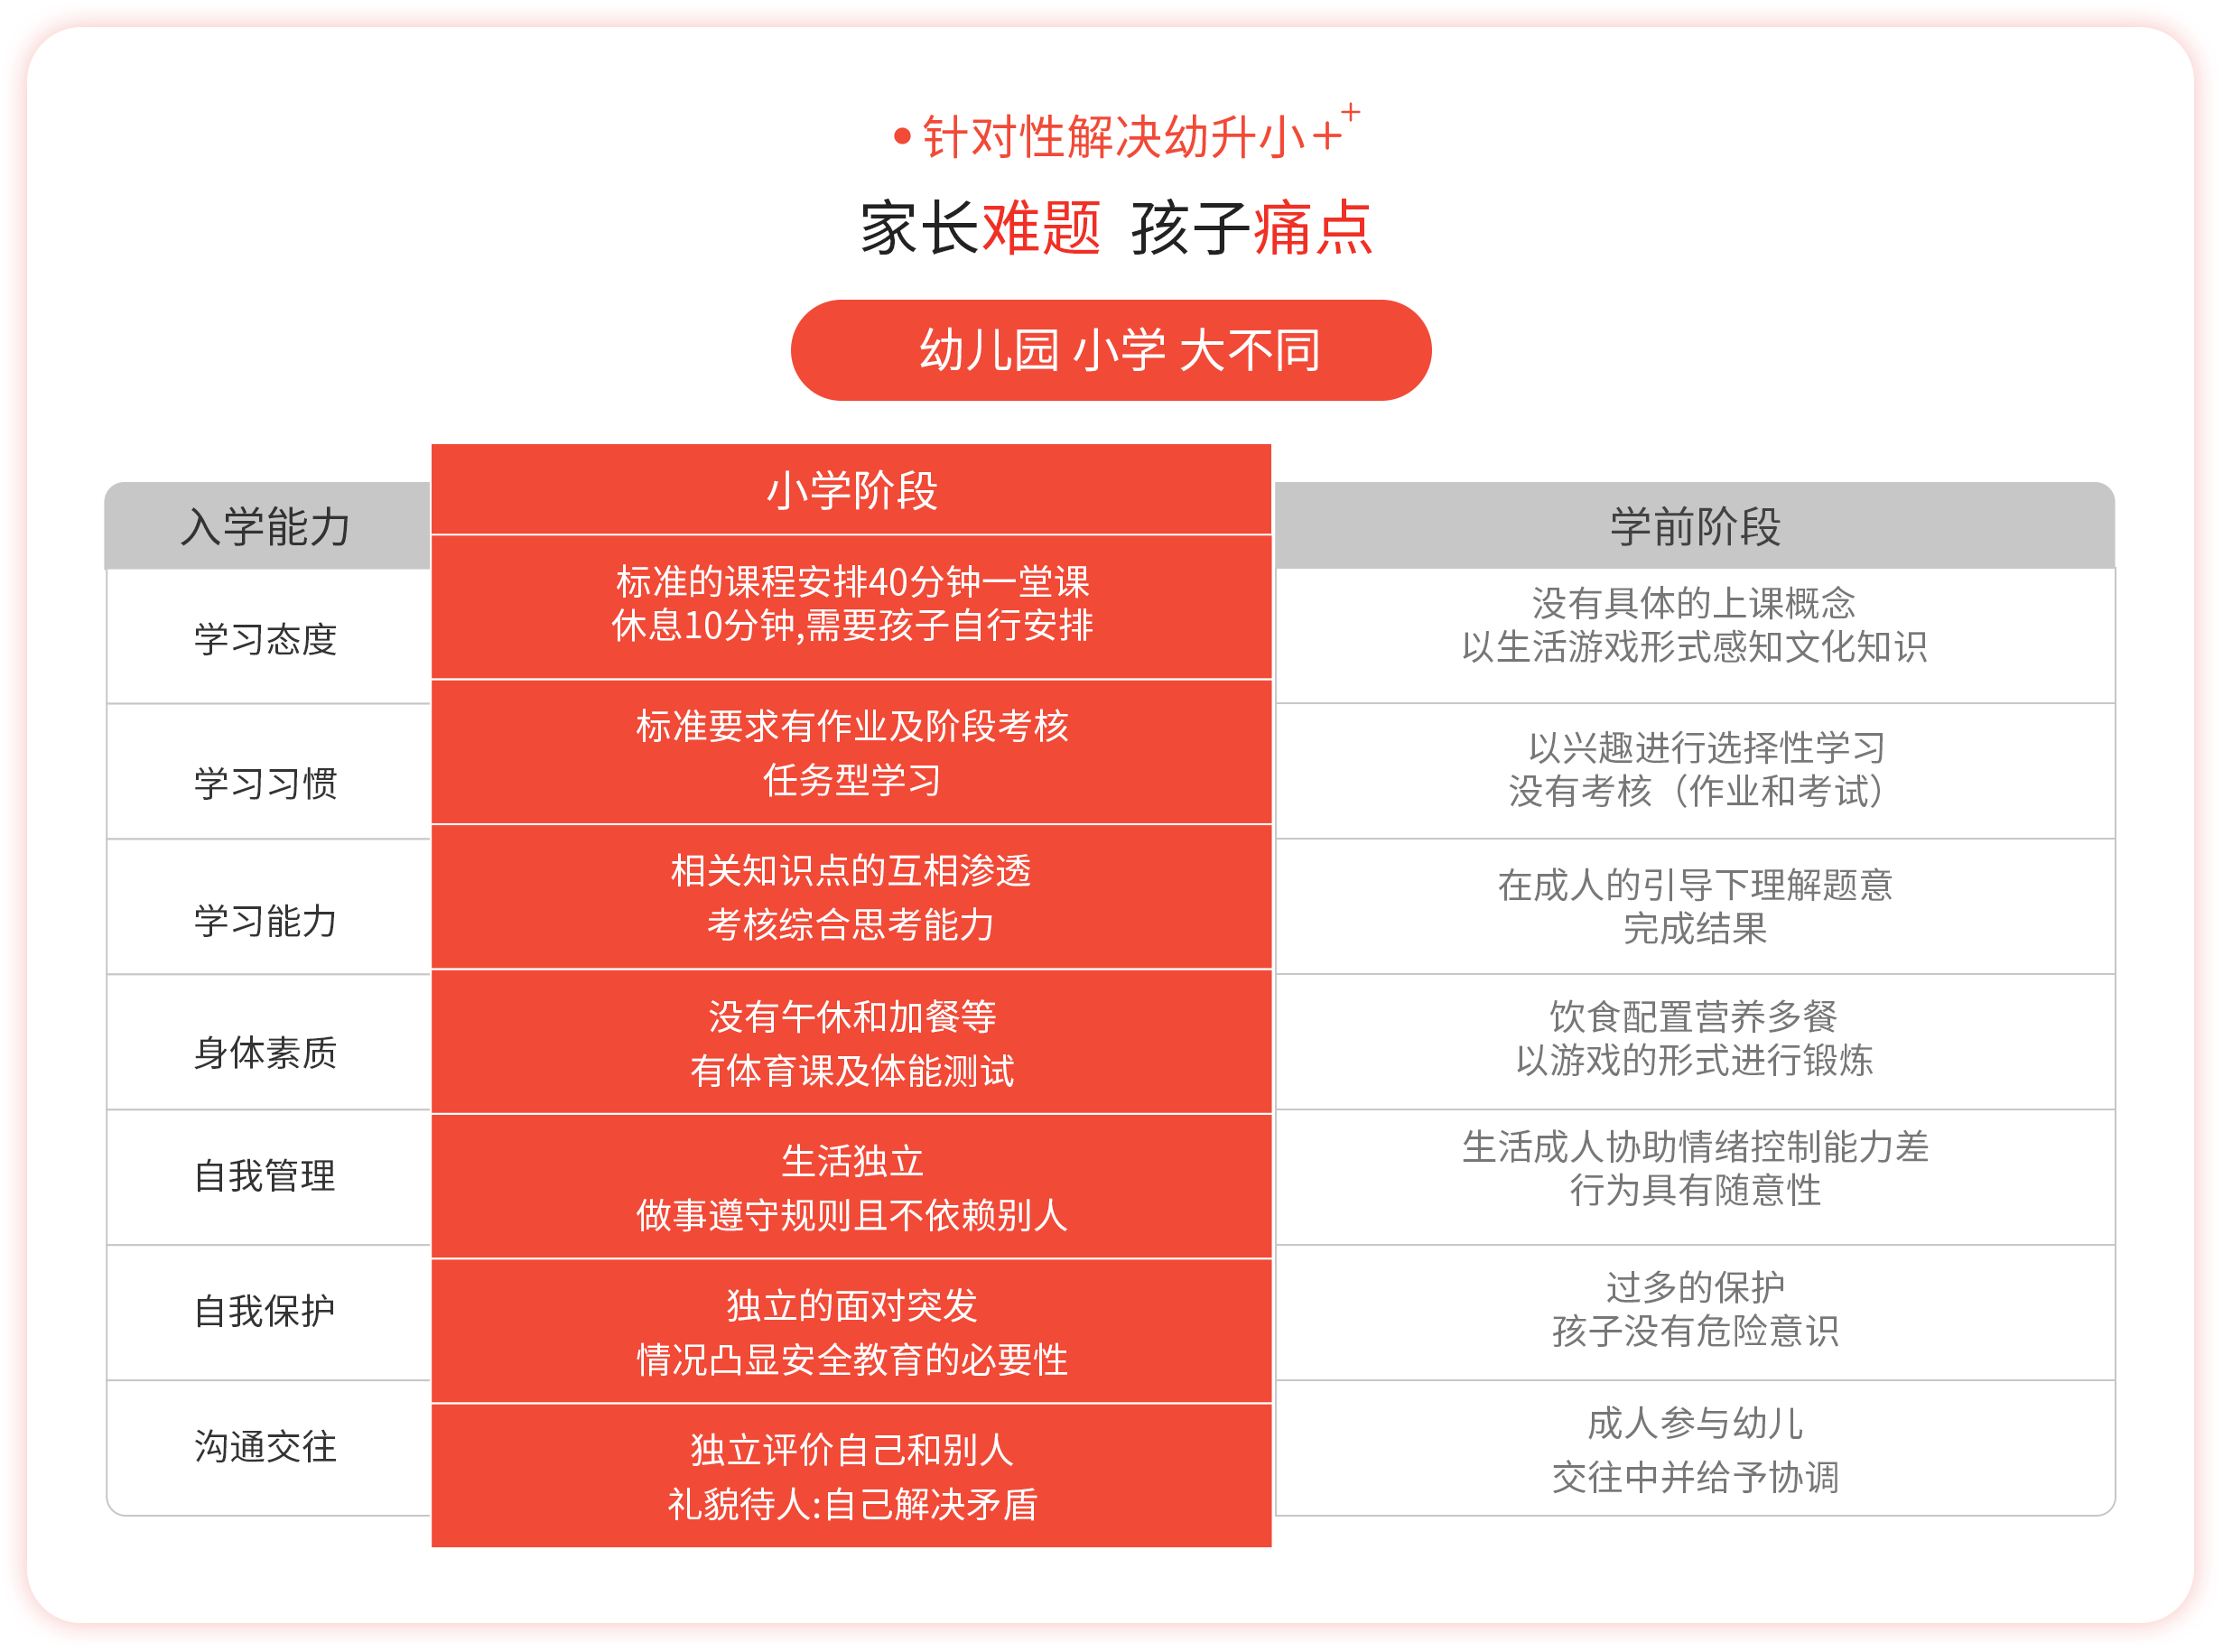 •针对性解决幼升小++
家长难题 孩子痛点
幼儿园 小学 大不同
入学能力
小学阶段
学前阶段
学习态度
标准的课程安排40分钟一堂课
休息10分钟,需要孩子自行安排
没有具体的上课概念
以生活游戏形式感知文化知识
学习习惯
标准要求有作业及阶段考核
任务型学习
以兴趣进行选择性学习
没有考核（作业和考试）
学习能力
相关知识点的互相渗透
考核综合思考能力
在成人的引导下理解题意
完成结果
身体素质
没有午休和加餐等
有体育课及体能测试
饮食配置营养多餐
以游戏的形式进行锻炼
自我管理
生活独立
做事遵守规则且不依赖别人
生活成人协助情绪控制能力差
行为具有随意性
自我保护
独立的面对突发
情况凸显安全教育的必要性
过多的保护
孩子没有危险意识
沟通交往
独立评价自己和别人
礼貌待人:自己解决矛盾
成人参与幼儿
交往中并给予协调